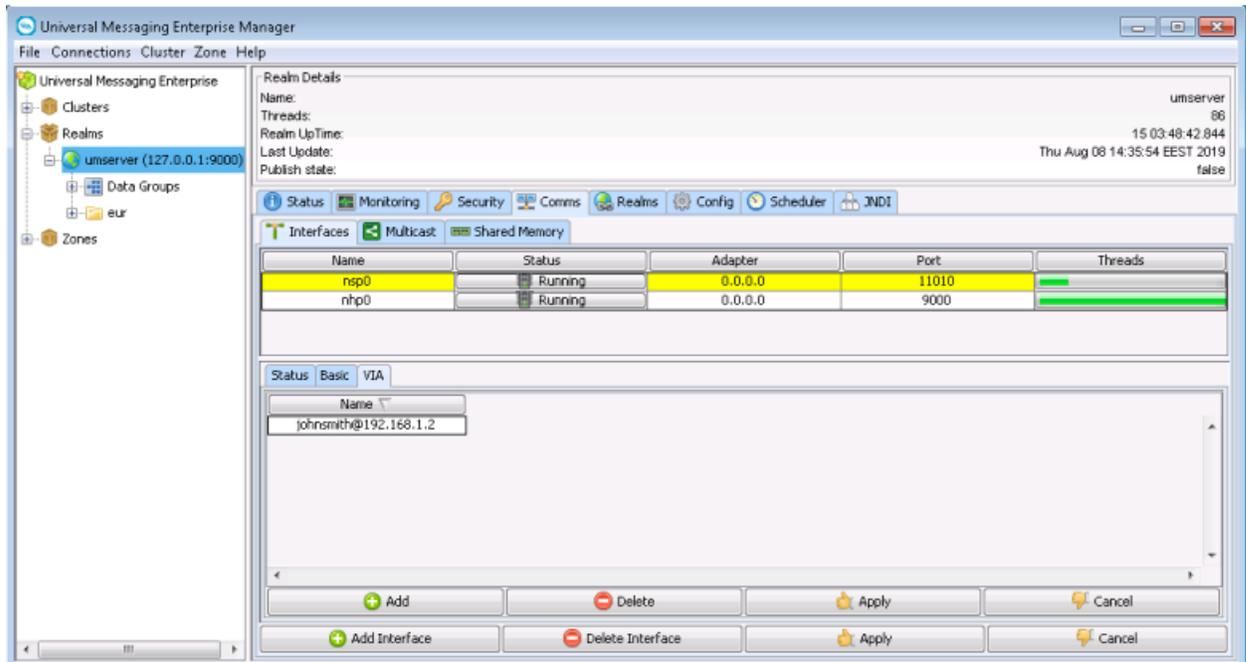 Universal Messaging Enterprise Manager
File Connections Cluster Zone Help
Universal Messaging Enterprise
Clusters
Realms
umserver (127.0.0.1:9000)
Data Groups
eur
Zones
Realm Details
Name: umserver
Threads: 86
Realm UpTime: 15 03:48:42.844
Last Update: Thu Aug 08 14:35:54 EEST 2019
Publish state: false
Status Monitoring Security Comms Realms Config Scheduler JNDI
Interfaces Multicast Shared Memory
Name Status Adapter Port Threads
nsp0 Running 0.0.0.0 11010
nhp0 Running 0.0.0.0 9000
Status Basic VIA
Name
johnsmith@192.168.1.2
Add Delete Apply Cancel
Add Interface Delete Interface Apply Cancel